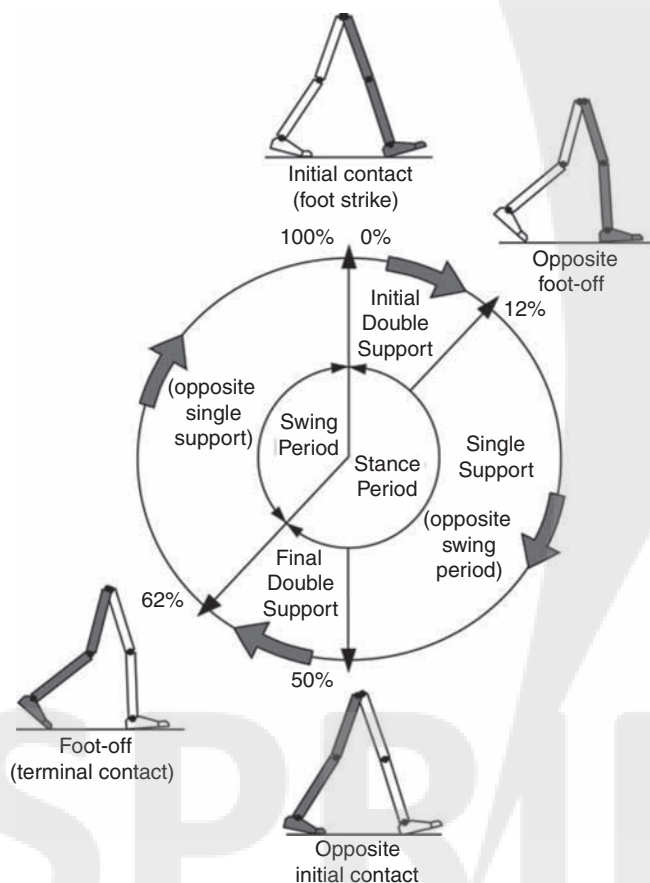 Initial contact
(foot strike)
Opposite
foot-off
100%
0%
12%
Initial
Double
Support
(opposite
single
support)
Swing
Period
Stance
Period
Single
Support
(opposite
swing
period)
Final
Double
Support
62%
50%
Foot-off
(terminal contact)
Opposite
initial contact
SPRI